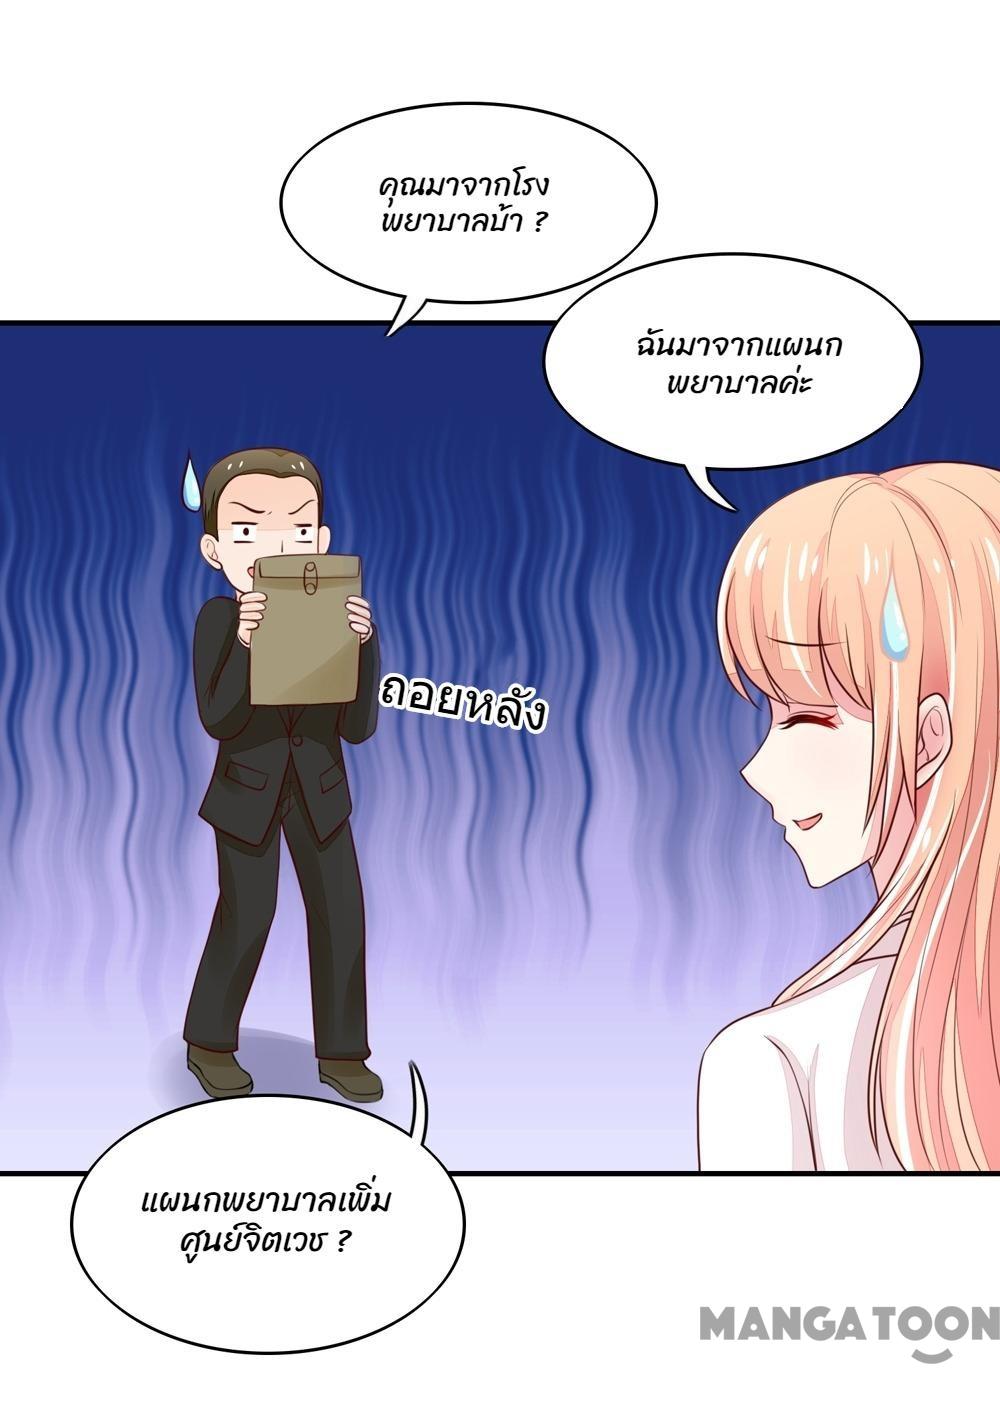 คุณมาจากโรง
พยาบาลบ้า ?
ฉันมาจากแผนก
พยาบาลค่ะ
ถอยหลัง
แผนกพยาบาลเพิ่ม
ศูนย์จิตเวช ?
MANGATOON